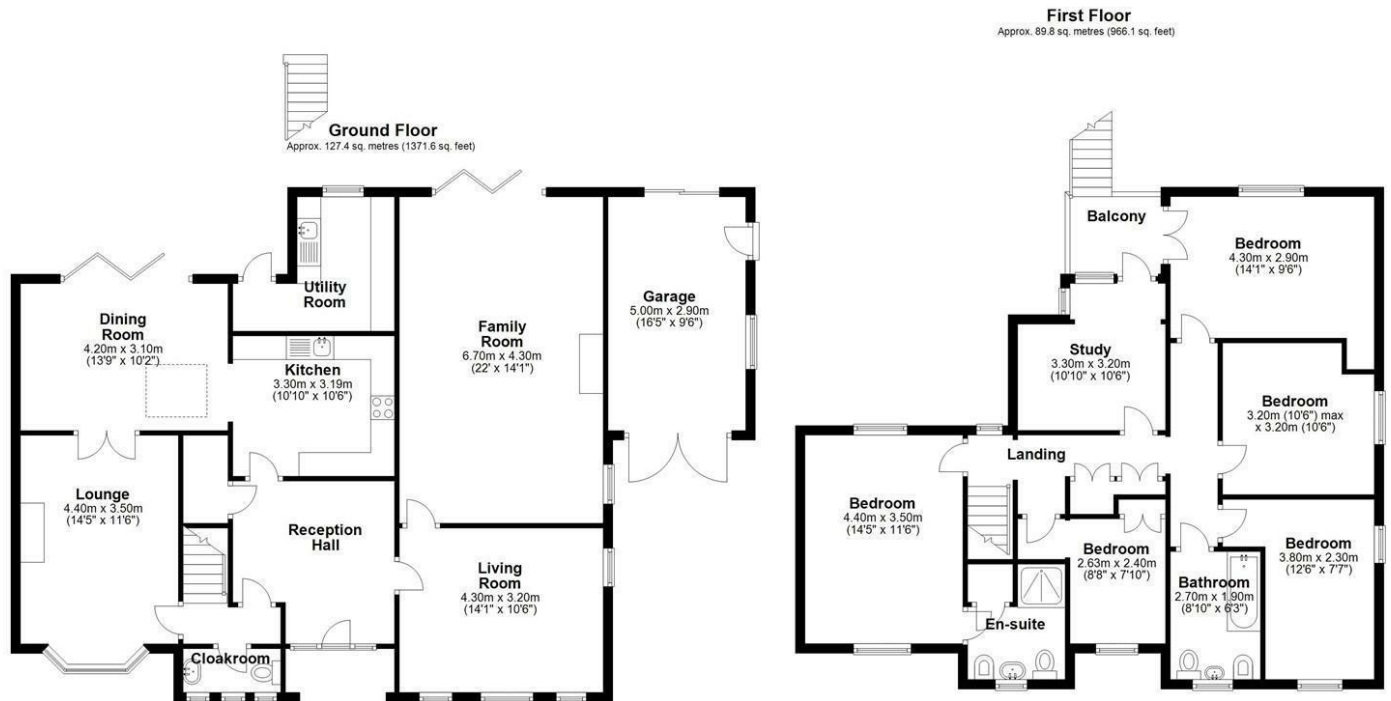 Ground Floor
Approx. 127.4 sq. metres (1371.6 sq. feet)
Utility
Room
Dining
Room
4.20m x 3.10m
(13'9" x 10'2")
Kitchen
3.30m x 3.19m
(10'10" x 10'6")
Family
Room
6.70m x 4.30m
(22' x 14'1")
Garage
5.00m x 2.90m
(16'5" x 9'6")
Lounge
4.40m x 3.50m
(14'5" x 11'6")
Reception
Hall
Living
Room
4.30m x 3.20m
(14'1" x 10'6")
Cloakroom
First Floor
Approx. 89.8 sq. metres (966.1 sq. feet)
Balcony
Bedroom
4.30m x 2.90m
(14'1" x 9'6")
Study
3.30m x 3.20m
(10'10" x 10'6")
Bedroom
3.20m (10'6") max
x 3.20m (10'6")
Landing
Bedroom
4.40m x 3.50m
(14'5" x 11'6")
Bedroom
2.63m x 2.40m
(8'8" x 7'10")
Bedroom
3.80m x 2.30m
(12'6" x 7'7")
Bathroom
2.70m x 1.90m
(8'10" x 6'3")
En-suite